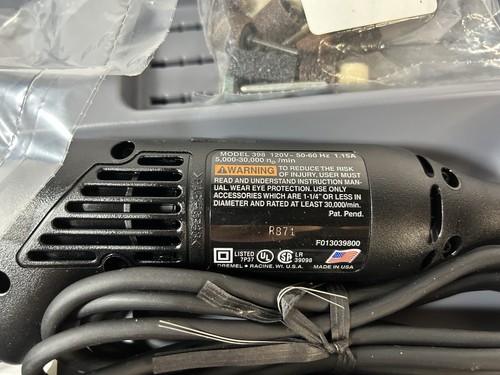 MODEL 398 120V~ 50-60 Hz 1.15A
5,000-30,000 n₀ /min
WARNING TO REDUCE THE RISK
OF INJURY, USER MUST
READ AND UNDERSTAND INSTRUCTION MAN-
UAL. WEAR EYE PROTECTION. USE ONLY
ACCESSORIES WHICH ARE 1-1/4" OR LESS IN
DIAMETER AND RATED AT LEAST 30,000/min.
Pat. Pend.
R871
F013039800
LISTED
7P37
UL
SA
LR
39098
DREMEL • RACINE, WI. U.S.A. MADE IN USA